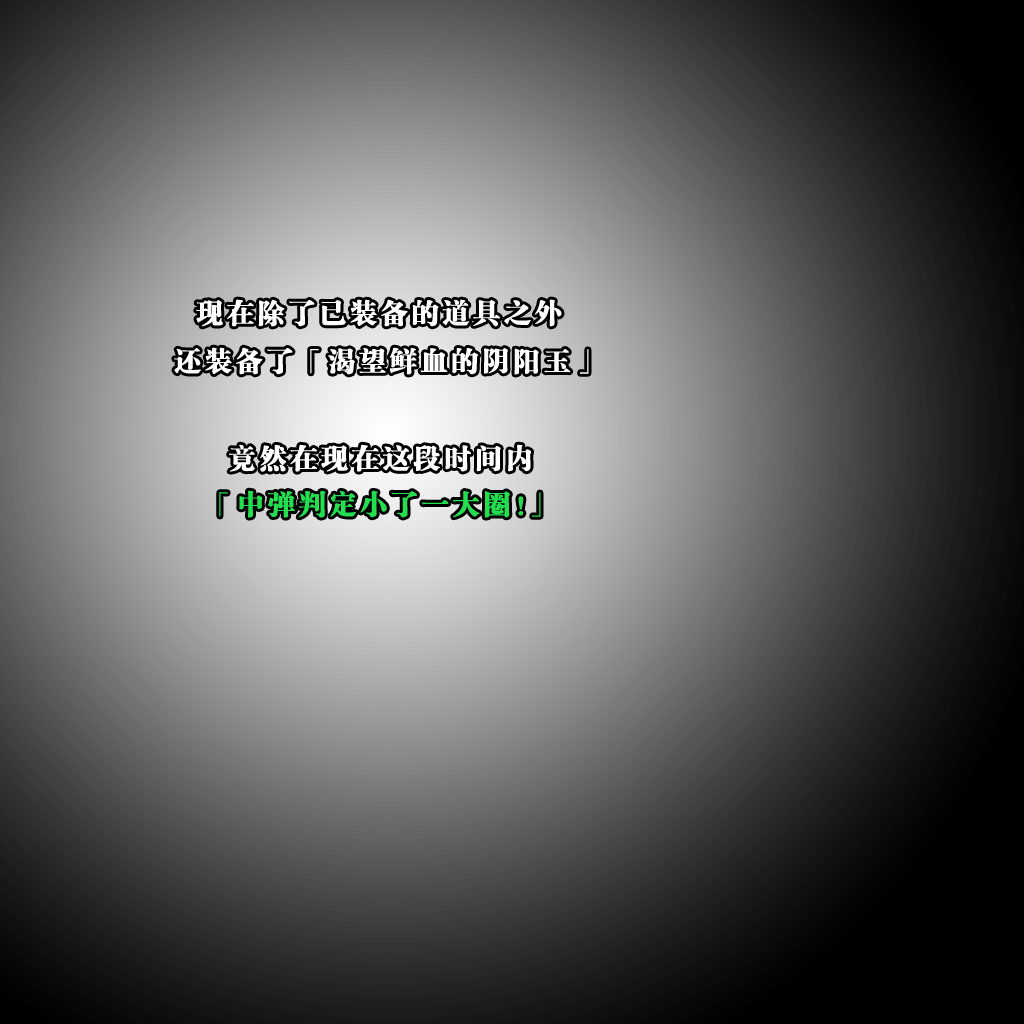 现在除了已装备的道具之外
还装备了「渴望鲜血的阴阳玉」
竟然在现在这段时间内
「中弹判定小了一大圈!」